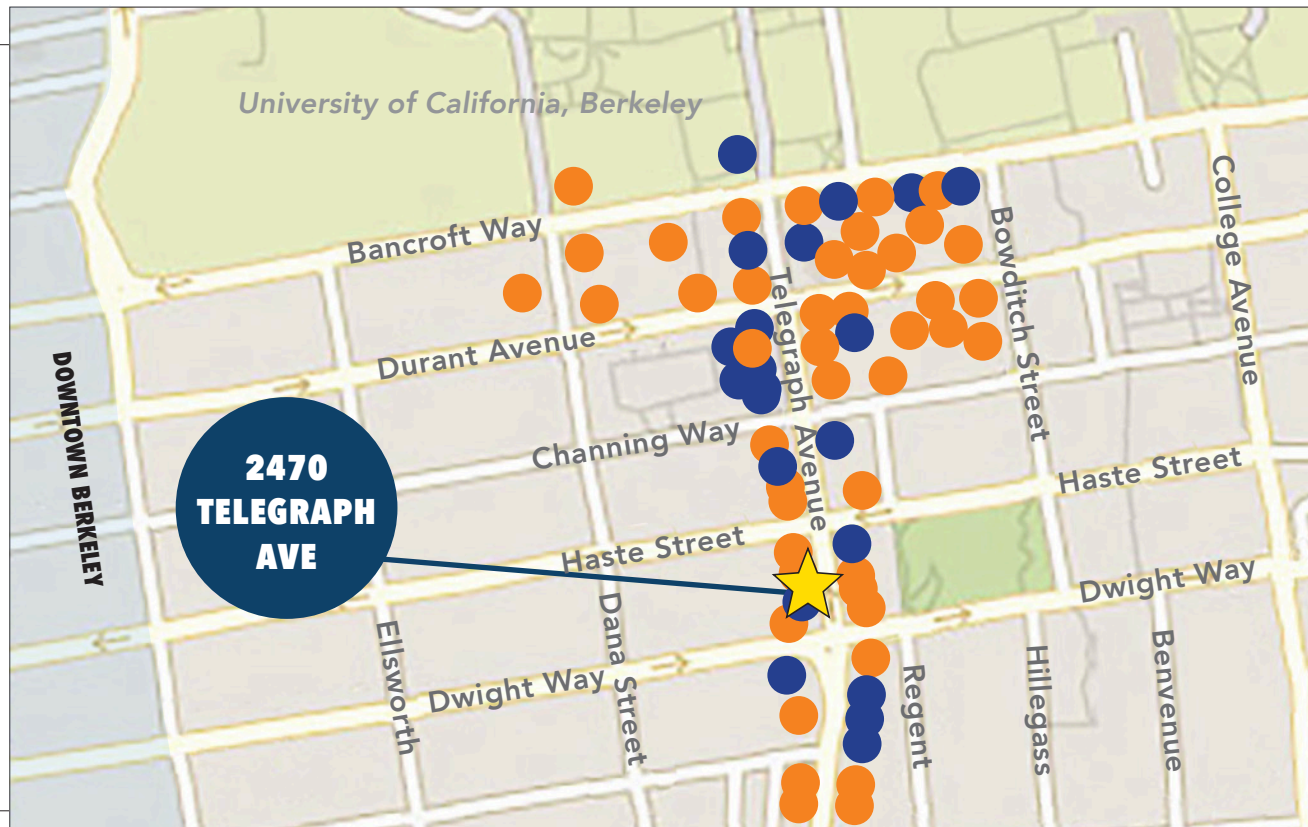 University of California, Berkeley
Bancroft Way
College Avenue
Bowditch Street
Telegraph Avenue
Durant Avenue
DOWNTOWN BERKELEY
Channing Way
2470
TELEGRAPH
AVE
Haste Street
Haste Street
Dwight Way
Dana Street
Ellsworth
Dwight Way
Regent
Hillegass
Benvenue